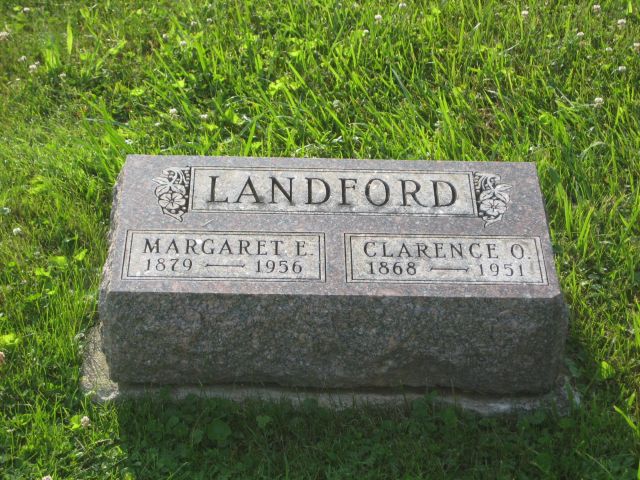 LANDFORD
MARGARET E.
1879 — 1956
CLARENCE O.
1868 — 1951